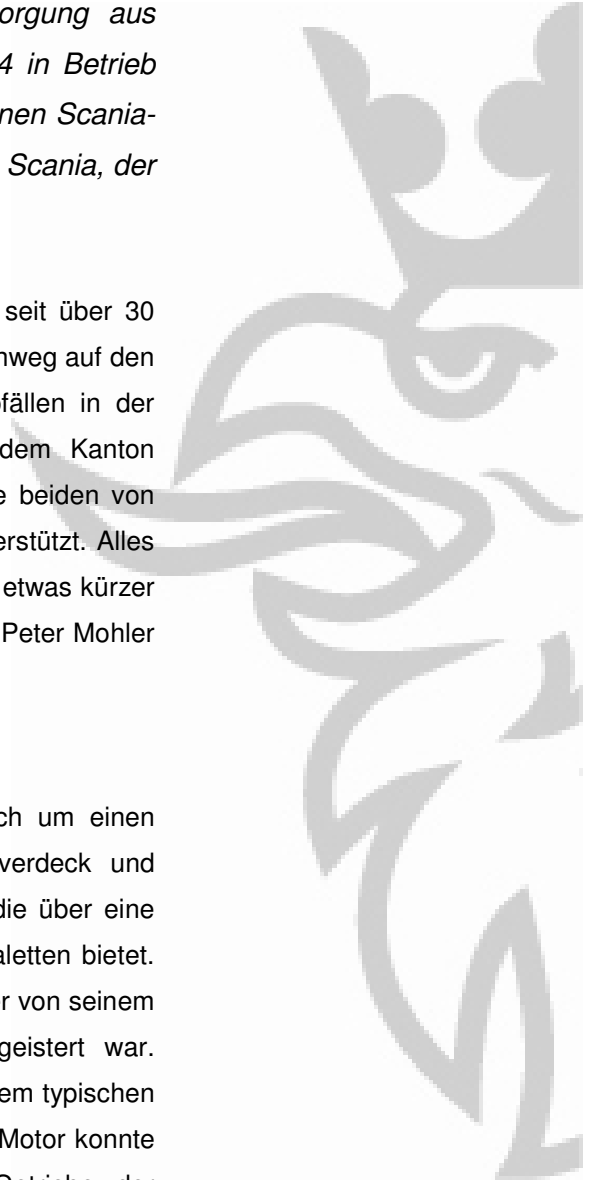 orgung aus
4 in Betrieb
nen Scania-
Scania, der
seit über 30
nweg auf den
fällen in der
dem Kanton
e beiden von
erstützt. Alles
etwas kürzer
Peter Mohler
ch um einen
verdeck und
die über eine
aletten bietet.
er von seinem
geistert war.
em typischen
Motor konnte